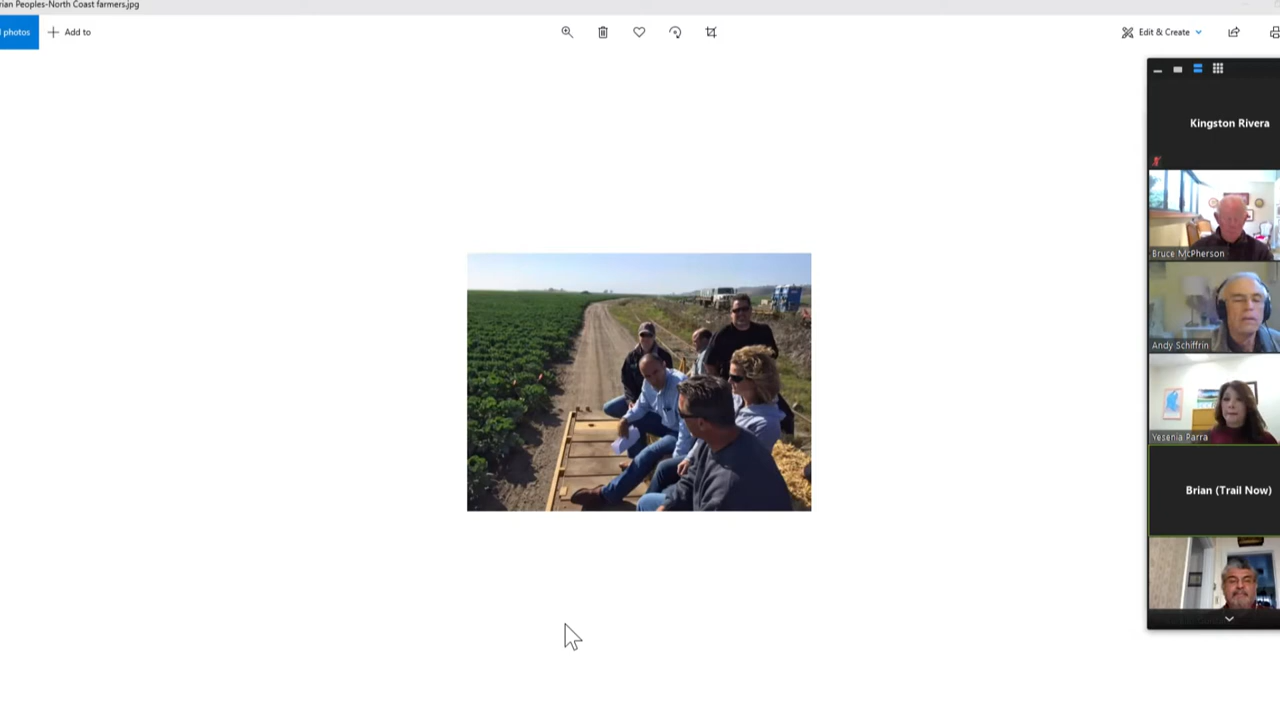 rian Peoples-North Coast farmers.jpg
l photos
Add to
Edit & Create
Kingston Rivera
Bruce McPherson
Andy Schiffrin
Yesenia Parra
Brian (Trail Now)